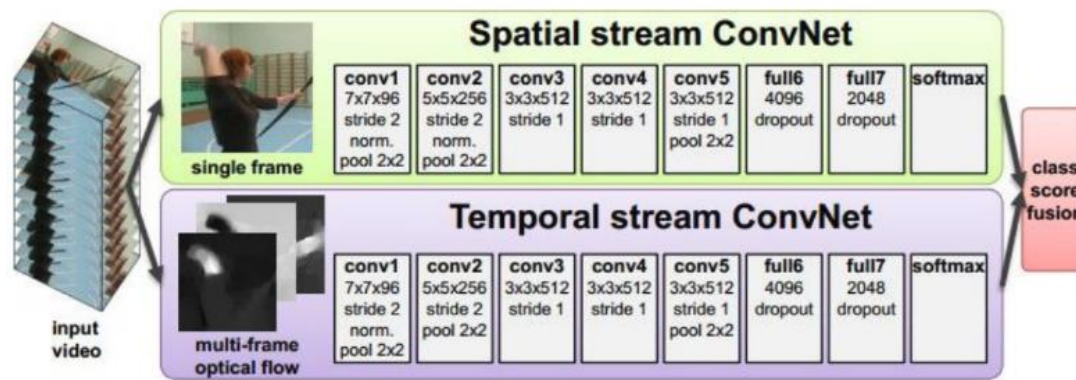 Spatial stream ConvNet
conv1
7x7x96
stride 2
norm.
pool 2x2
conv2
5x5x256
stride 2
norm.
pool 2x2
conv3
3x3x512
stride 1
conv4
3x3x512
stride 1
conv5
3x3x512
stride 1
pool 2x2
full6
4096
dropout
full7
2048
dropout
softmax
single frame
Temporal stream ConvNet
conv1
7x7x96
stride 2
norm.
pool 2x2
conv2
5x5x256
stride 2
pool 2x2
conv3
3x3x512
stride 1
conv4
3x3x512
stride 1
conv5
3x3x512
stride 1
pool 2x2
full6
4096
dropout
full7
2048
dropout
softmax
multi-frame
optical flow
input
video
class
score
fusion